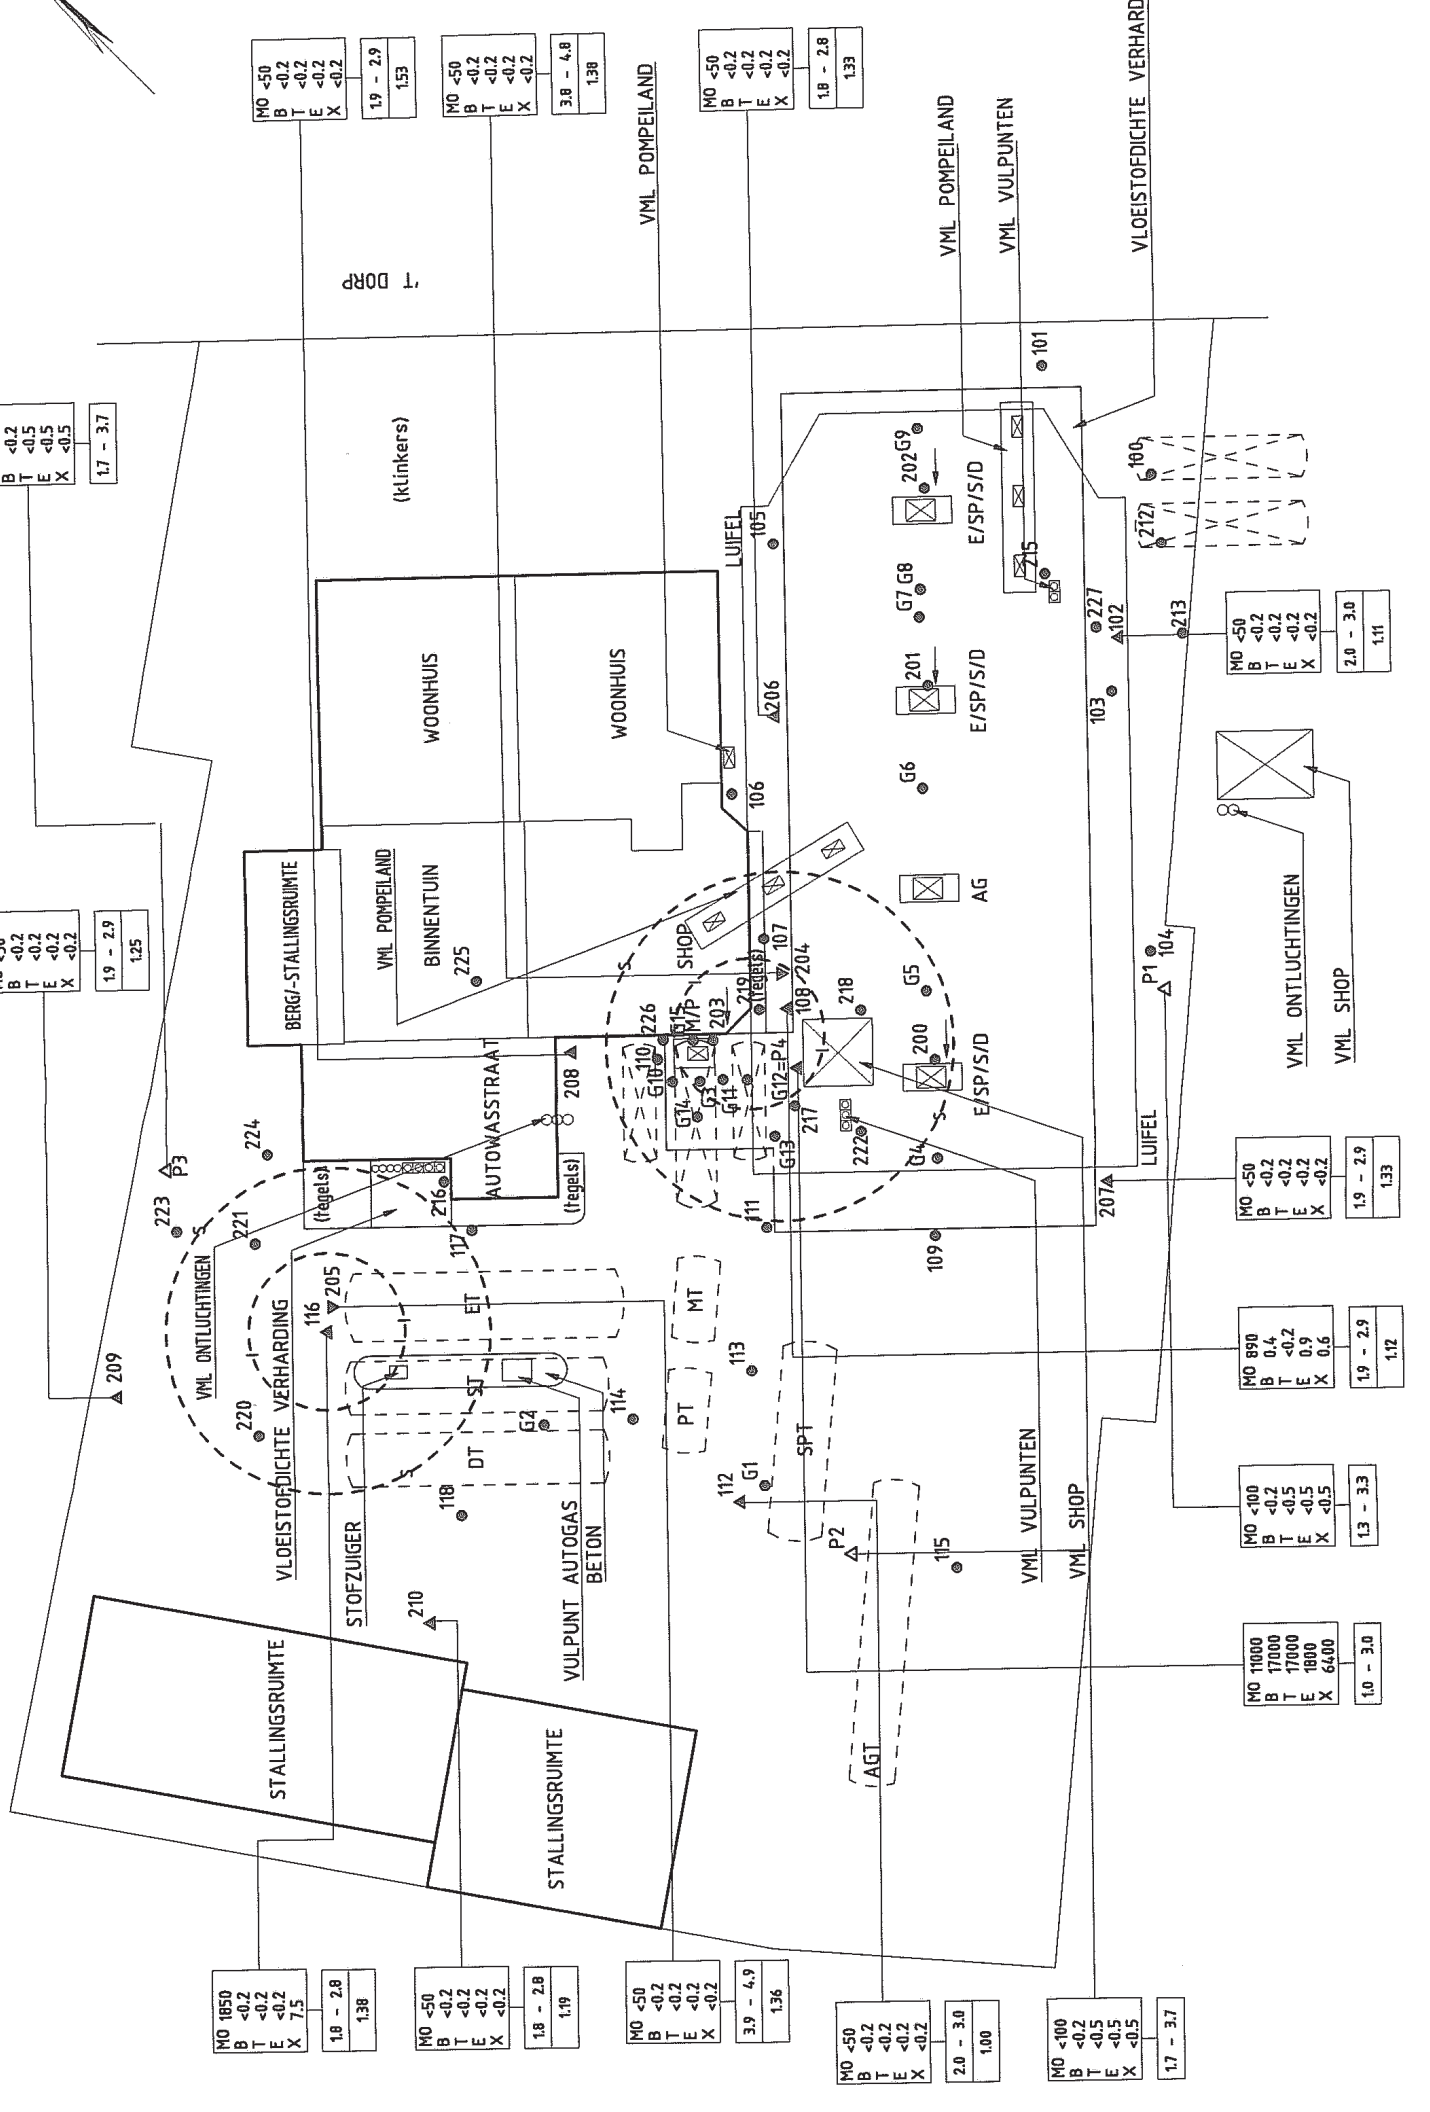 MO <50
B <0.2
T <0.2
E <0.2
X <0.2
1.9 - 2.9
1.53
MO <50
B <0.2
T <0.2
E <0.2
X <0.2
3.8 - 4.8
1.38
VML POMPEILAND
MO <50
B <0.2
T <0.2
E <0.2
X <0.2
1.8 - 2.8
1.33
VML POMPEILAND
VML VULPUNTEN
VLOEISTOFDICHTE VERHARD
'T DORP
B <0.2
T <0.5
E <0.5
X <0.5
1.7 - 3.7
(klinkers)
101
G9
202
E/SP/S/D
100
212
LUIFEL
105
G7 G8
215
227
102
213
MO <50
B <0.2
T <0.2
E <0.2
X <0.2
2.0 - 3.0
1.11
WOONHUIS
WOONHUIS
206
201
E/SP/S/D
103
106
G6
B <0.2
T <0.2
E <0.2
X <0.2
1.9 - 2.9
1.25
BERG/-STALLINGSRUIMTE
VML POMPEILAND
BINNENTUIN
225
SHOP
S
I
107
(tegels)
204
219
108
AG
G5
218
104
P1
VML ONTLUCHTINGEN
VML SHOP
226
G15
M/P
203
110
G10
G3
G11
G14
G12=P4
200
E/SP/S/D
I
S
208
AUTOWASSTRAAT
217
G13
222
G4
LUIFEL
P3
224
(tegels)
216
(tegels)
111
207
109
MO <50
B <0.2
T <0.2
E <0.2
X <0.2
1.9 - 2.9
1.33
223
S
221
117
VML ONTLUCHTINGEN
205
116
I
I
ET
MT
VLOEISTOFDICHTE VERHARDING
209
220
S
ST
DT
G2
114
PT
113
SPT
MO 890
B 0.4
T <0.2
E 0.9
X 0.6
1.9 - 2.9
1.12
118
112
G1
P2
115
VML VULPUNTEN
VML SHOP
MO <100
B <0.2
T <0.5
E <0.5
X <0.5
1.3 - 3.3
STOFZUIGER
VULPUNT AUTOGAS
BETON
210
STALLINGSRUIMTE
STALLINGSRUIMTE
AGT
MO 11000
B 17000
T 17000
E 1800
X 6400
1.0 - 3.0
MO 1850
B <0.2
T <0.2
E <0.2
X 7.5
1.8 - 2.8
1.38
MO <50
B <0.2
T <0.2
E <0.2
X <0.2
1.8 - 2.8
1.19
MO <50
B <0.2
T <0.2
E <0.2
X <0.2
3.9 - 4.9
1.36
MO <50
B <0.2
T <0.2
E <0.2
X <0.2
2.0 - 3.0
1.00
MO <100
B <0.2
T <0.5
E <0.5
X <0.5
1.7 - 3.7